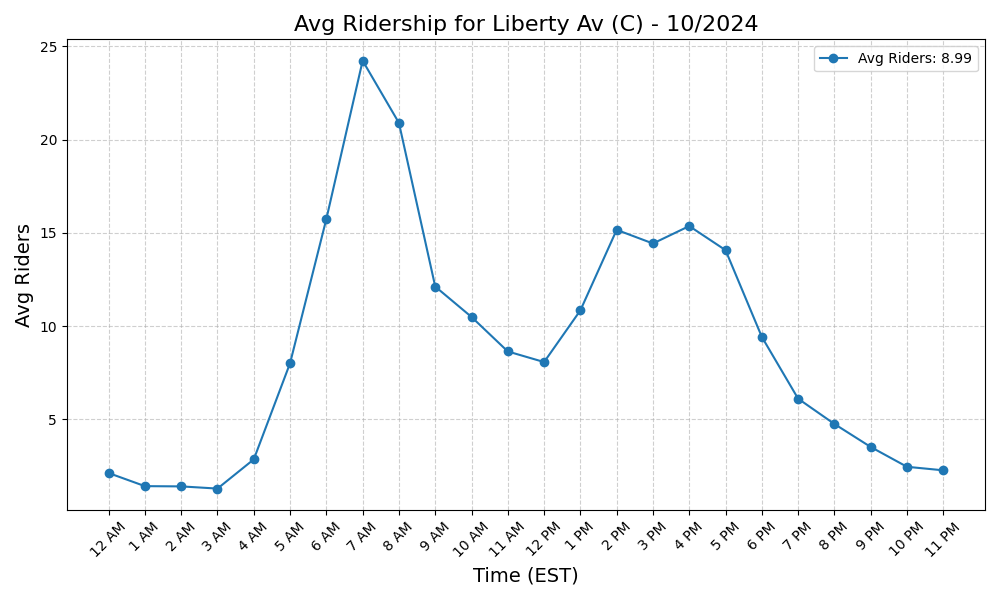 Avg Ridership for Liberty Av (C) - 10/2024
Avg Riders: 8.99
25
20
15
10
5
Avg Riders
12 AM
1 AM
2 AM
3 AM
4 AM
5 AM
6 AM
7 AM
8 AM
9 AM
10 AM
11 AM
12 PM
1 PM
2 PM
3 PM
4 PM
5 PM
6 PM
7 PM
8 PM
9 PM
10 PM
11 PM
Time (EST)